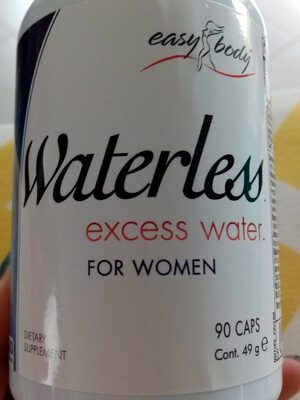 easy body
Waterless
excess water.
FOR WOMEN
90 CAPS
Cont. 49 g e
DIETARY
SUPPLEMENT